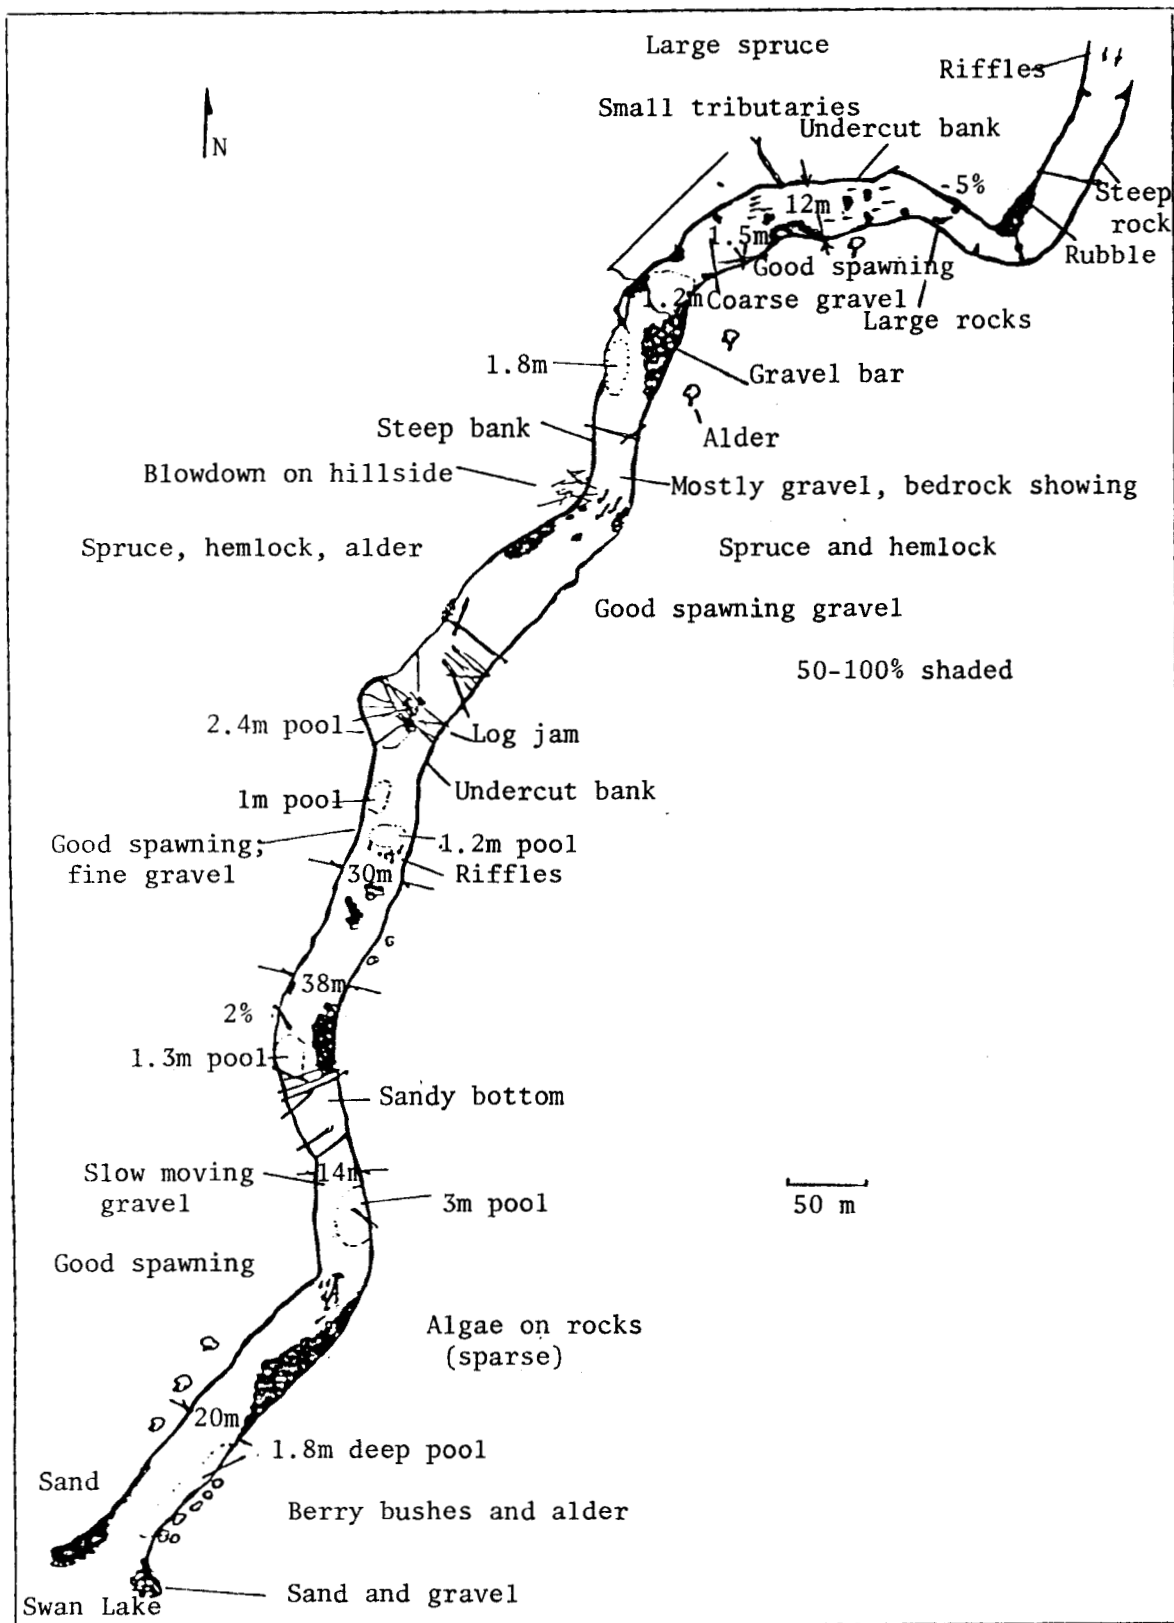 Large spruce
Riffles
Small tributaries
Undercut bank
N
5%
Steep
rock
12m
1.5m
Rubble
Good spawning
1.2m
Coarse gravel
Large rocks
1.8m
Gravel bar
Steep bank
Alder
Blowdown on hillside
Mostly gravel, bedrock showing
Spruce, hemlock, alder
Spruce and hemlock
Good spawning gravel
50-100% shaded
2.4m pool
Log jam
1m pool
Undercut bank
Good spawning;
fine gravel
1.2m pool
30m
Riffles
38m
2%
1.3m pool
Sandy bottom
Slow moving
gravel
14m
3m pool
50 m
Good spawning
Algae on rocks
(sparse)
20m
1.8m deep pool
Sand
Berry bushes and alder
Sand and gravel
Swan Lake